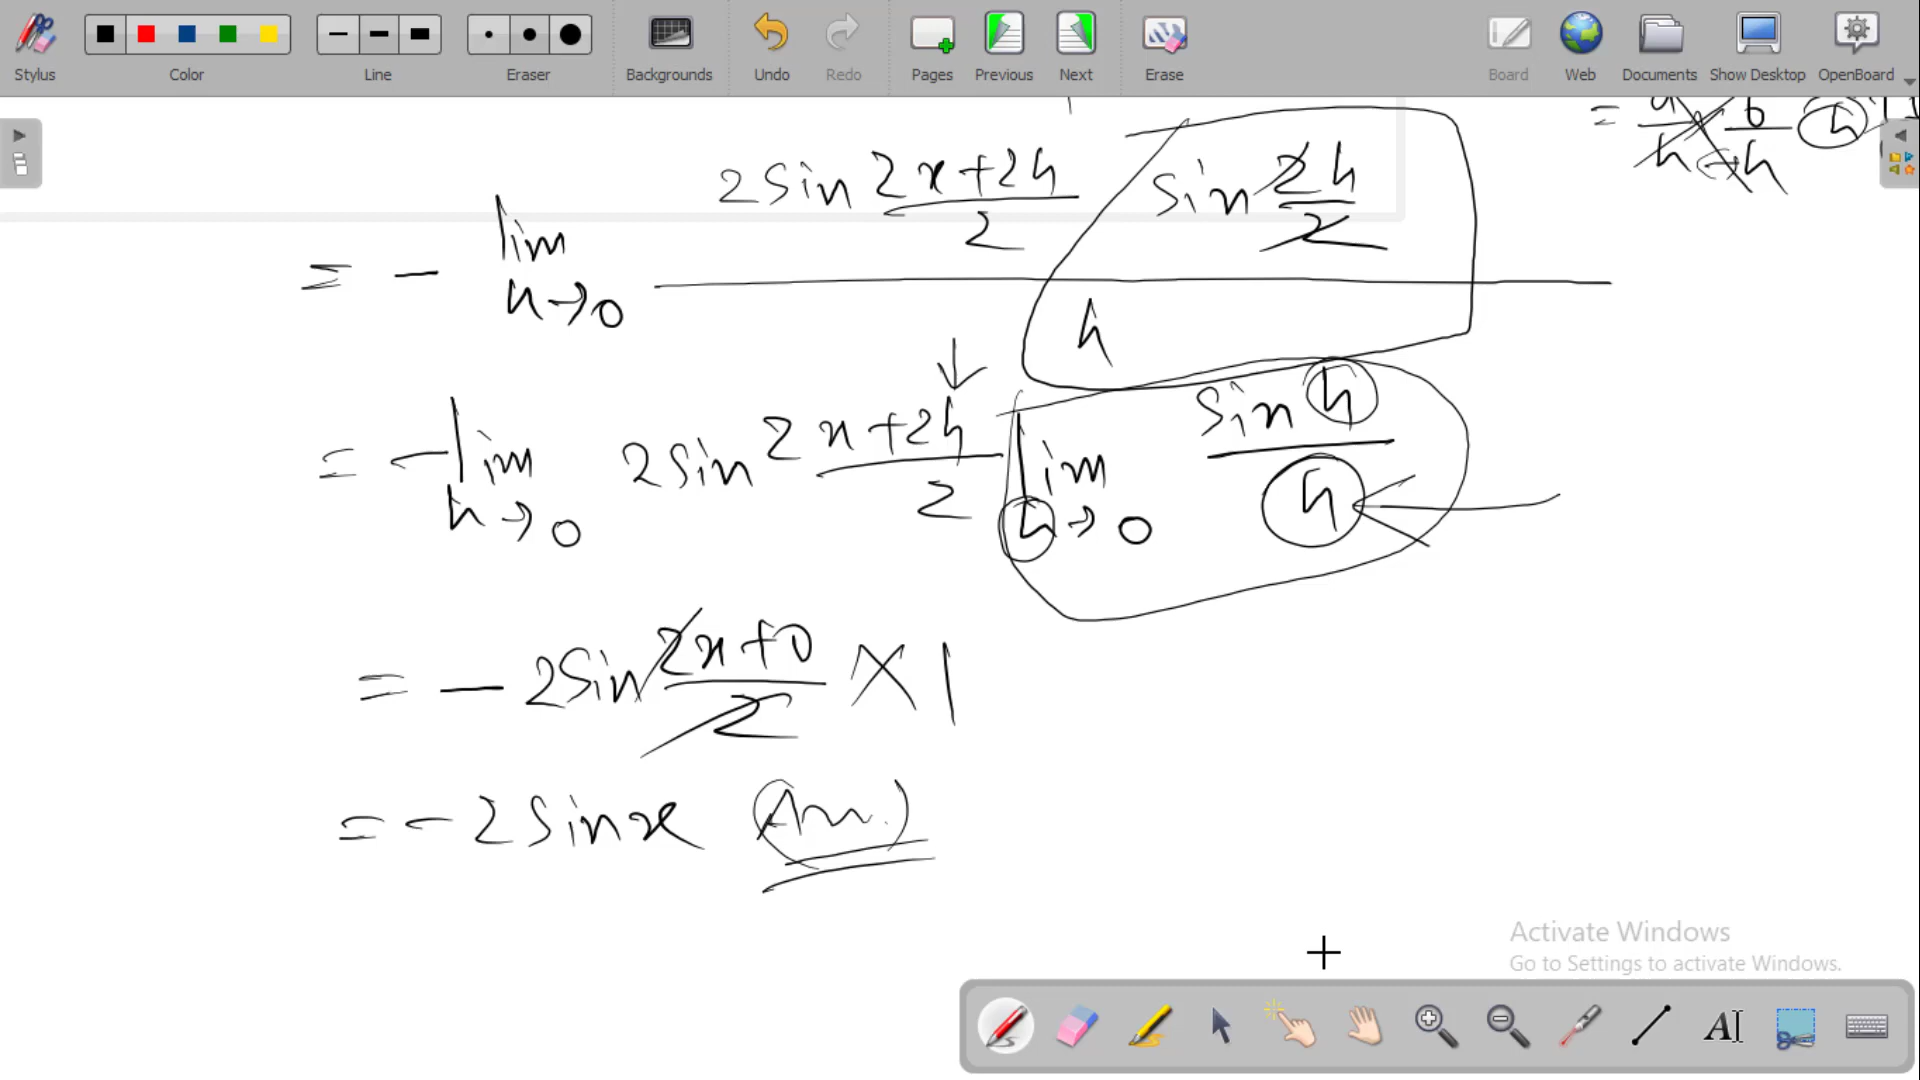 Stylus Color Line Eraser Backgrounds Undo Redo Pages Previous Next Erase Board Web Documents Show Desktop OpenBoard
= - lim h→0 (2 sin (2x+2h)/2 sin 2h/2) / h
= - lim h→0 2 sin (2x+2h)/2 lim h→0 sin h / h
= - 2 sin (2x+0)/2 × 1
= - 2 sin x (Ans.)
Activate Windows
Go to Settings to activate Windows.